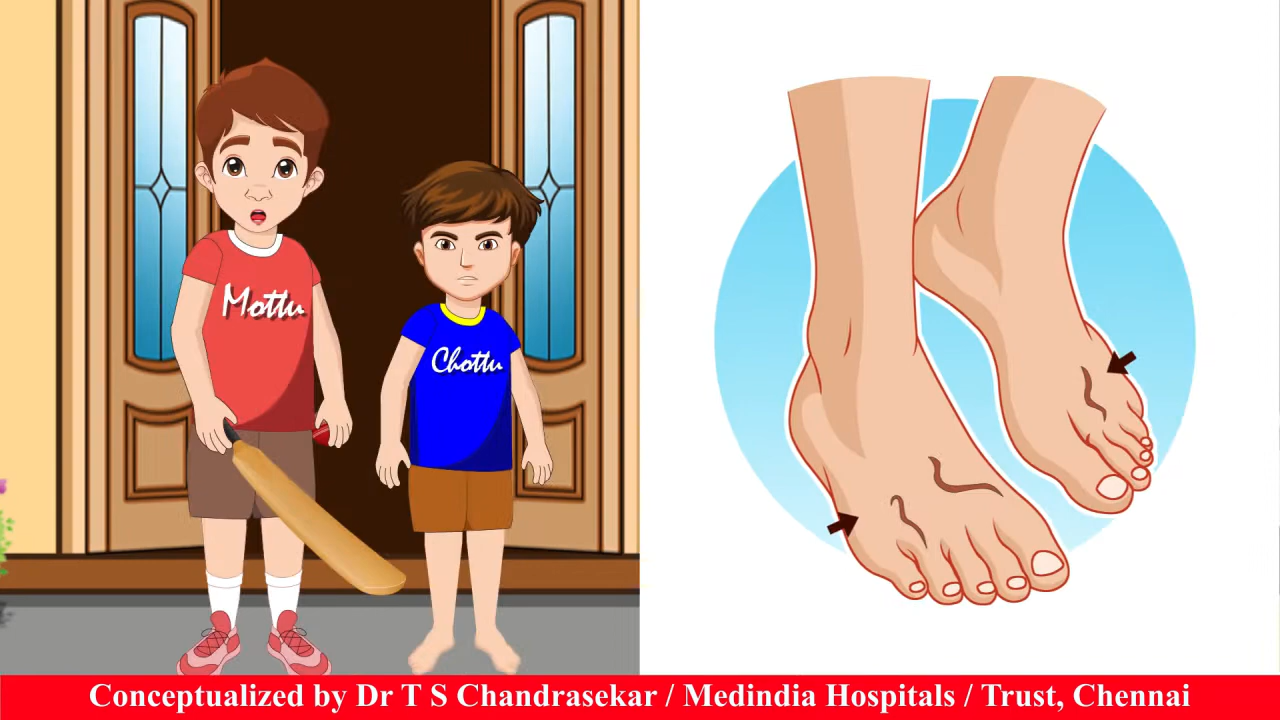 Mottu
Chottu
Conceptualized by Dr T S Chandrasekar / Medindia Hospitals / Trust, Chennai